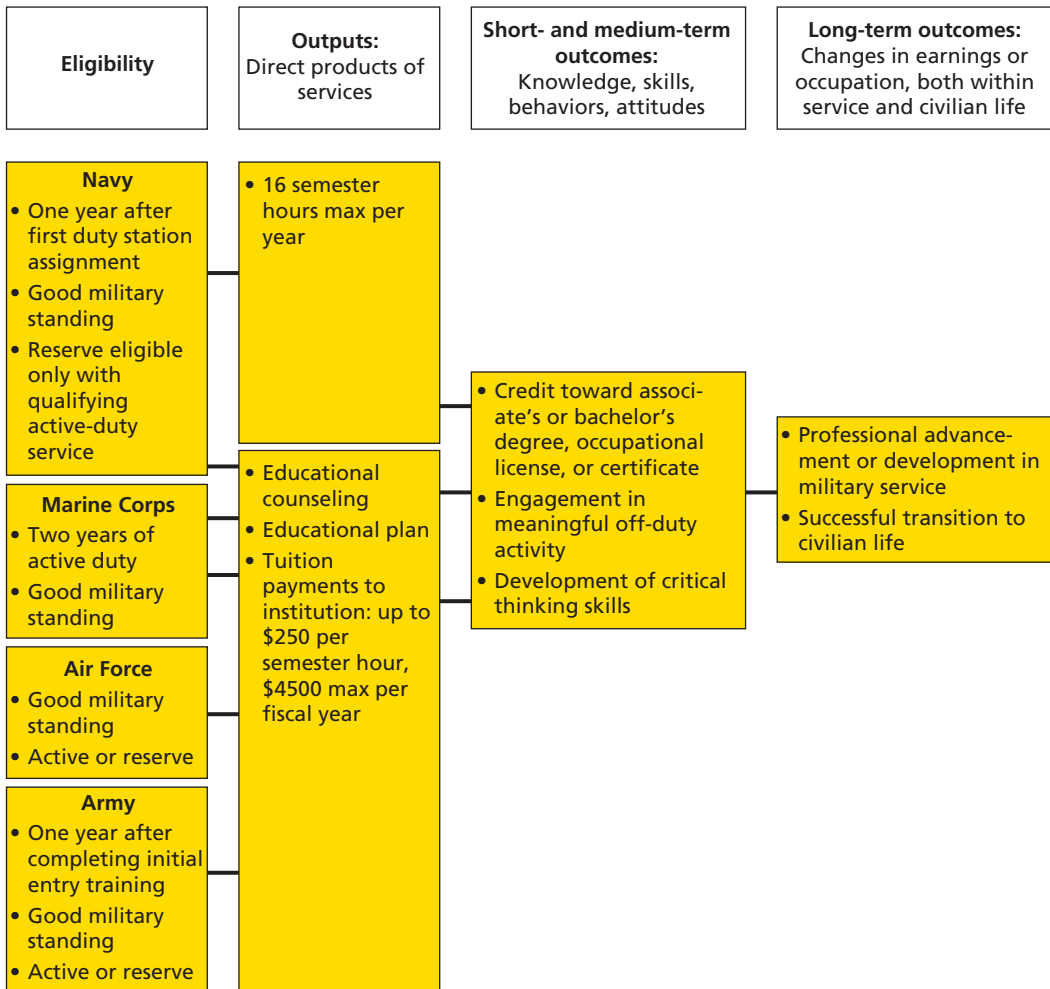 Eligibility
Outputs:
Direct products of
services
Short- and medium-term
outcomes:
Knowledge, skills,
behaviors, attitudes
Long-term outcomes:
Changes in earnings or
occupation, both within
service and civilian life
Navy
• One year after
first duty station
assignment
• Good military
standing
• Reserve eligible
only with
qualifying
active-duty
service
Marine Corps
• Two years of
active duty
• Good military
standing
Air Force
• Good military
standing
• Active or reserve
Army
• One year after
completing initial
entry training
• Good military
standing
• Active or reserve
• 16 semester
hours max per
year
• Educational
counseling
• Educational plan
• Tuition
payments to
institution: up to
$250 per
semester hour,
$4500 max per
fiscal year
• Credit toward associ-
ate's or bachelor's
degree, occupational
license, or certificate
• Engagement in
meaningful off-duty
activity
• Development of critical
thinking skills
• Professional advance-
ment or development in
military service
• Successful transition to
civilian life